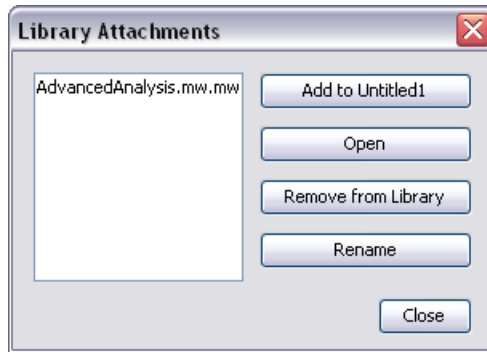 Library Attachments
AdvancedAnalysis.mw.mw
Add to Untitled1
Open
Remove from Library
Rename
Close